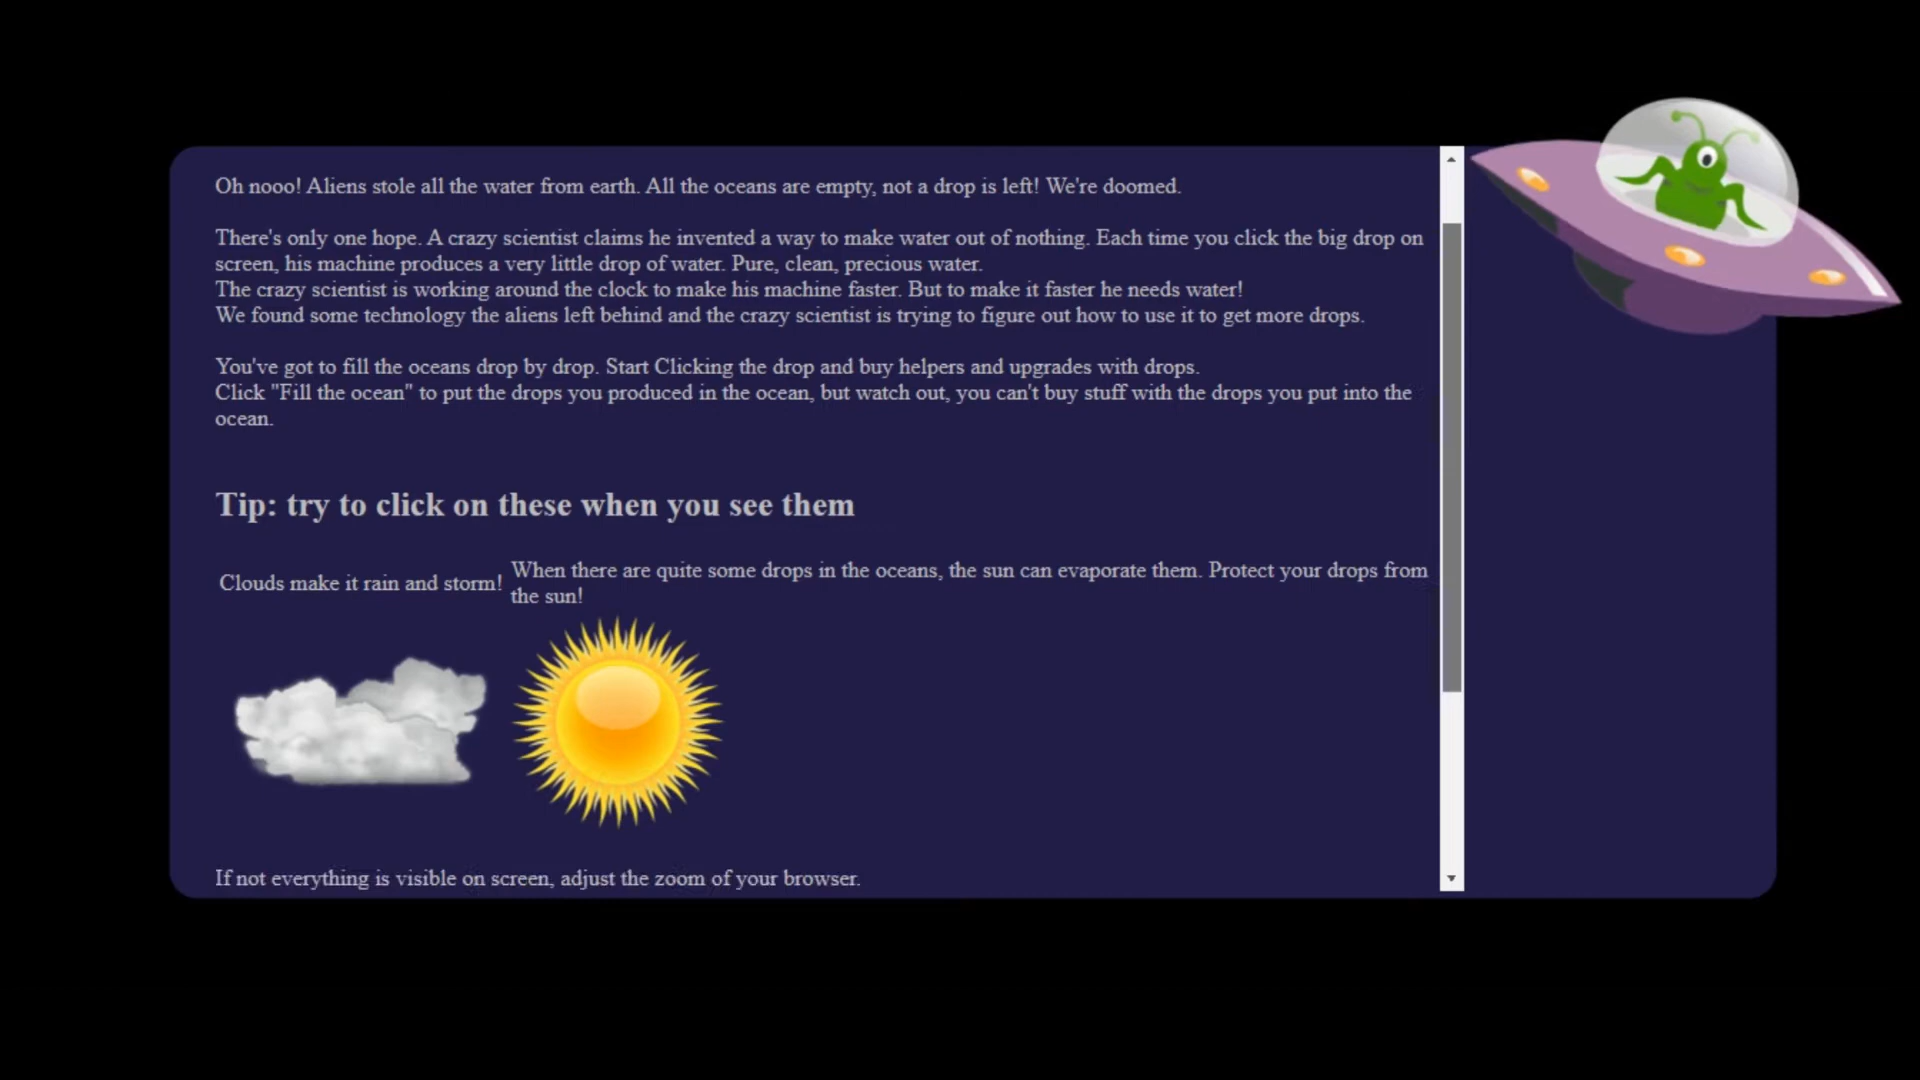 Oh nooo! Aliens stole all the water from earth. All the oceans are empty, not a drop is left! We're doomed.
There's only one hope. A crazy scientist claims he invented a way to make water out of nothing. Each time you click the big drop on
screen, his machine produces a very little drop of water. Pure, clean, precious water.
The crazy scientist is working around the clock to make his machine faster. But to make it faster he needs water!
We found some technology the aliens left behind and the crazy scientist is trying to figure out how to use it to get more drops.
You've got to fill the oceans drop by drop. Start Clicking the drop and buy helpers and upgrades with drops.
Click "Fill the ocean" to put the drops you produced in the ocean, but watch out, you can't buy stuff with the drops you put into the
ocean.
Tip: try to click on these when you see them
Clouds make it rain and storm!
When there are quite some drops in the oceans, the sun can evaporate them. Protect your drops from
the sun!
If not everything is visible on screen, adjust the zoom of your browser.